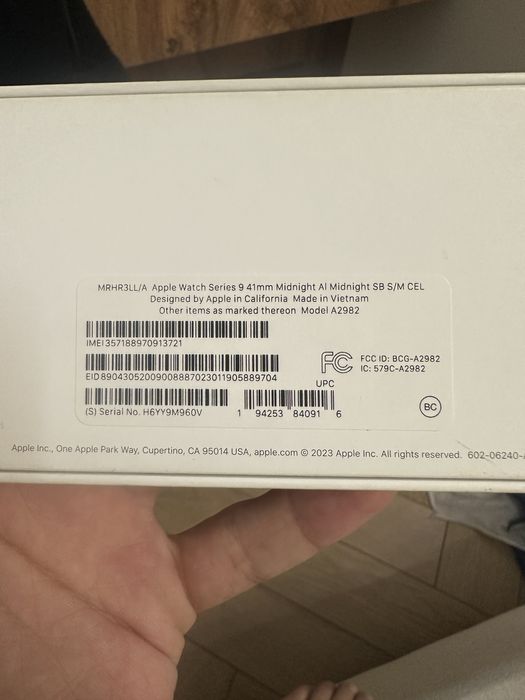 MRHR3LL/A Apple Watch Series 9 41mm Midnight Al Midnight SB S/M CEL
Designed by Apple in California Made in Vietnam
Other items as marked thereon Model A2982
IMEI 357188970913721
FC FCC ID: BCG-A2982
IC: 579C-A2982
EID 89043052009008887023011905889704
UPC
(S) Serial No. H6YY9M960V
1 94253 84091 6
BC
Apple Inc., One Apple Park Way, Cupertino, CA 95014 USA, apple.com © 2023 Apple Inc. All rights reserved. 602-06240-